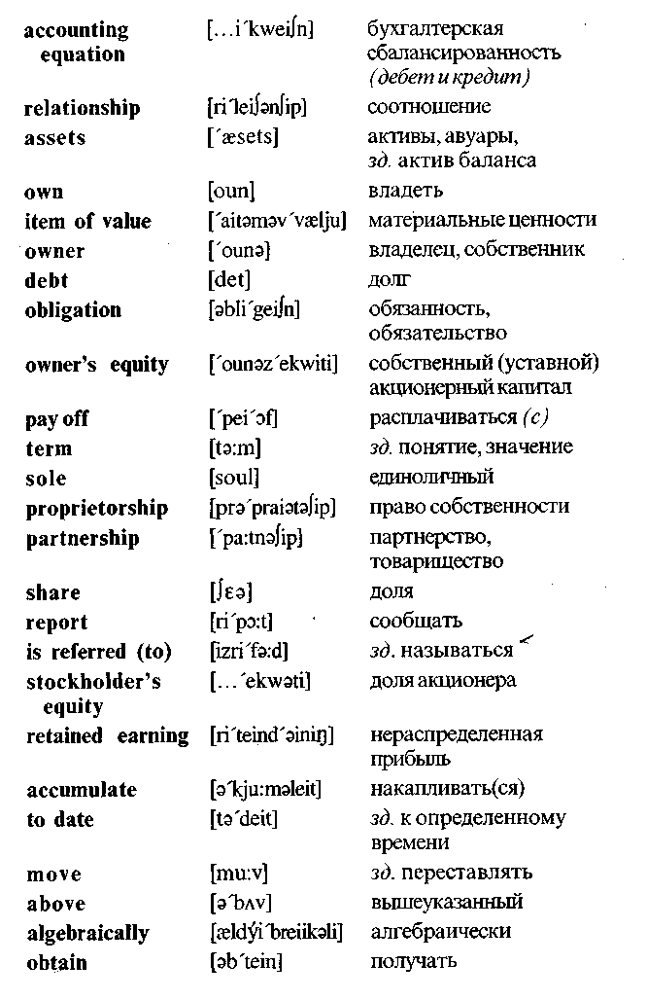 accounting [...i´kweiʃn] бухгалтерская
equation сбалансированность
(дебет и кредит)
relationship [ri´leiʃənʃip] соотношение
assets [´æsets] активы, авуары,
зд. актив баланса
own [oun] владеть
item of value [´aitəməv´vælju] материальные ценности
owner [´ounə] владелец, собственник
debt [det] долг
obligation [əbli´geiʃn] обязанность,
обязательство
owner's equity [´ounəz´ekwiti] собственный (уставной)
акционерный капитал
pay off [´pei´ɔf] расплачиваться (с)
term [tə:m] зд. понятие, значение
sole [soul] единоличный
proprietorship [prə´praiətəʃip] право собственности
partnership [´pa:tnəʃip] партнерство,
товарищество
share [ʃɛə] доля
report [ri´pɔ:t] сообщать
is referred (to) [izri´fə:d] зд. называться
stockholder's [...´ekwəti] доля акционера
equity
retained earning [ri´teind´əiniŋ] нераспределенная
прибыль
accumulate [ə´kju:məleit] накапливать(ся)
to date [tə´deit] зд. к определенному
времени
move [mu:v] зд. переставлять
above [ə´bʌv] вышеуказанный
algebraically [ældýi´breiikəli] алгебраически
obtain [əb´tein] получать